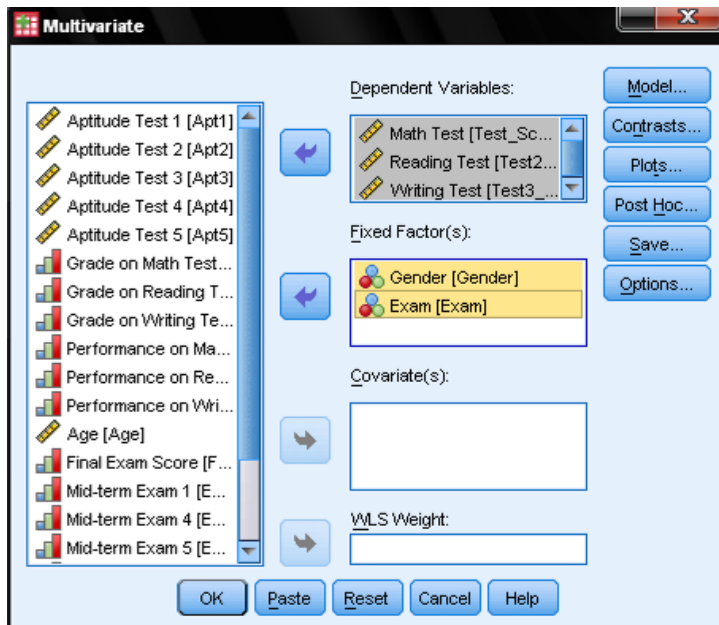 Multivariate
Aptitude Test 1 [Apt1]
Aptitude Test 2 [Apt2]
Aptitude Test 3 [Apt3]
Aptitude Test 4 [Apt4]
Aptitude Test 5 [Apt5]
Grade on Math Test...
Grade on Reading T...
Grade on Writing Te...
Performance on Ma...
Performance on Re...
Performance on Wri...
Age [Age]
Final Exam Score [F...
Mid-term Exam 1 [E...
Mid-term Exam 4 [E...
Mid-term Exam 5 [E...
Dependent Variables:
Math Test [Test_Sc...
Reading Test [Test2...
Writing Test [Test3_...
Fixed Factor(s):
Gender [Gender]
Exam [Exam]
Covariate(s):
WLS Weight:
Model...
Contrasts...
Plots...
Post Hoc...
Save...
Options...
OK Paste Reset Cancel Help